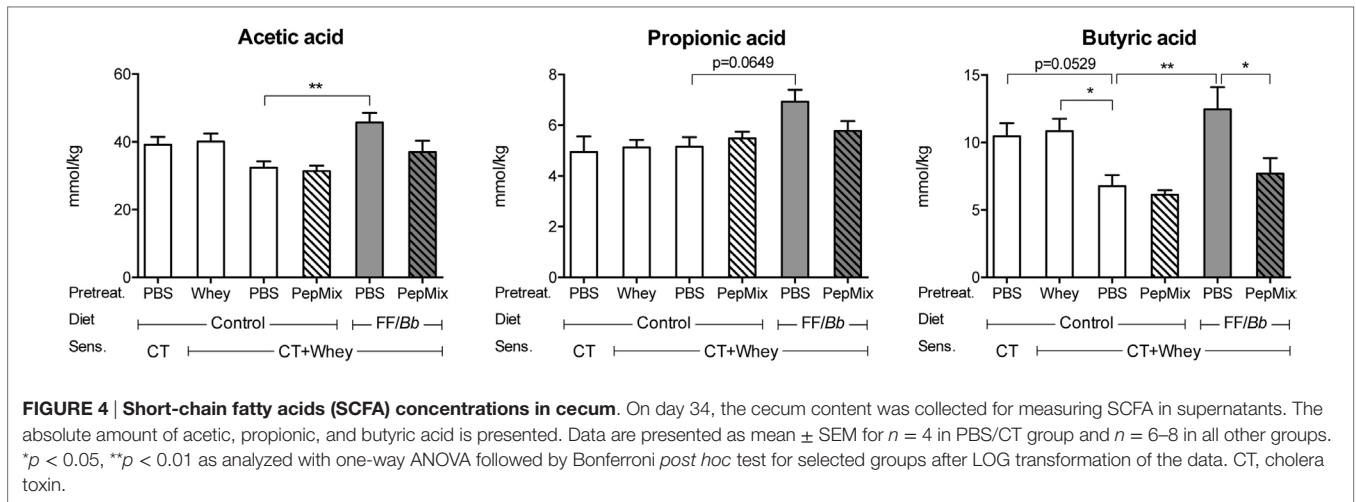 Acetic acid
Propionic acid
Butyric acid
mmol/kg
60
40
20
0
**
Pretreat. PBS Whey PBS PepMix PBS PepMix
Diet Control FF/Bb
Sens. CT CT+Whey
mmol/kg
8
6
4
2
0
p=0.0649
PBS Whey PBS PepMix PBS PepMix
Control FF/Bb
CT CT+Whey
mmol/kg
15
10
5
0
p=0.0529
**
*
*
Pretreat. PBS Whey PBS PepMix PBS PepMix
Diet Control FF/Bb
Sens. CT CT+Whey
FIGURE 4 | Short-chain fatty acids (SCFA) concentrations in cecum. On day 34, the cecum content was collected for measuring SCFA in supernatants. The
absolute amount of acetic, propionic, and butyric acid is presented. Data are presented as mean ± SEM for n = 4 in PBS/CT group and n = 6–8 in all other groups.
*p < 0.05, **p < 0.01 as analyzed with one-way ANOVA followed by Bonferroni post hoc test for selected groups after LOG transformation of the data. CT, cholera
toxin.